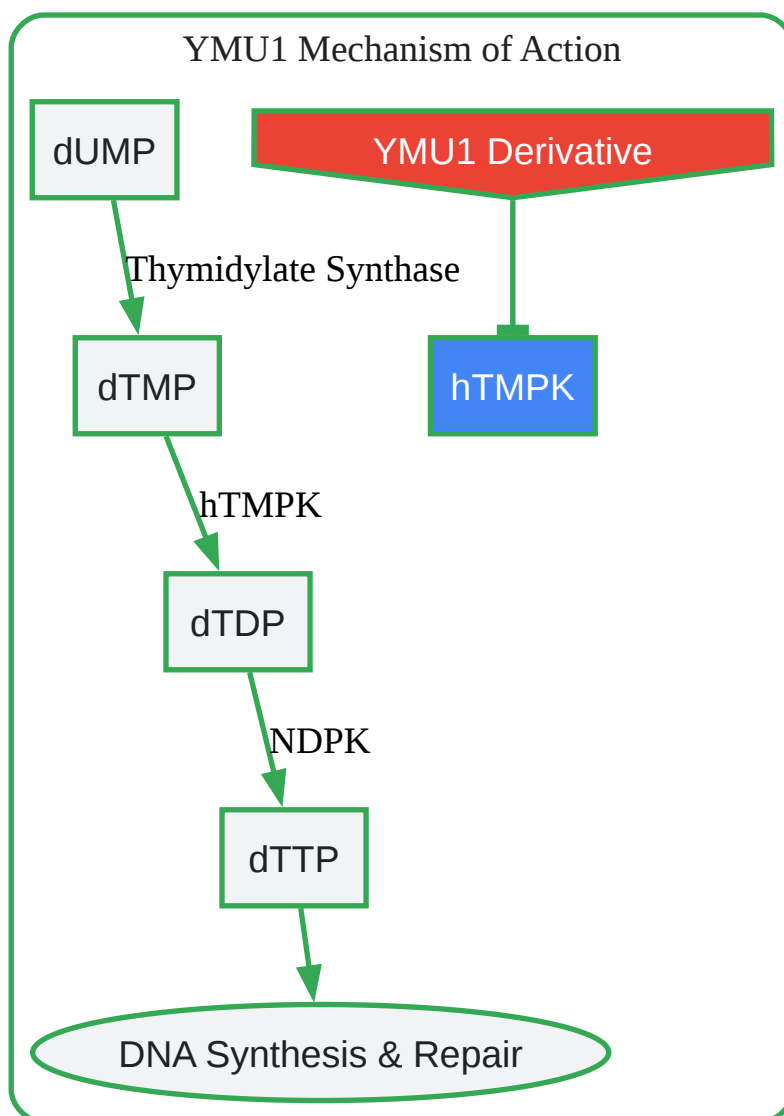 YMU1 Mechanism of Action
dUMP
YMU1 Derivative
Thymidylate Synthase
dTMP
hTMPK
hTMPK
dTDP
NDPK
dTTP
DNA Synthesis & Repair